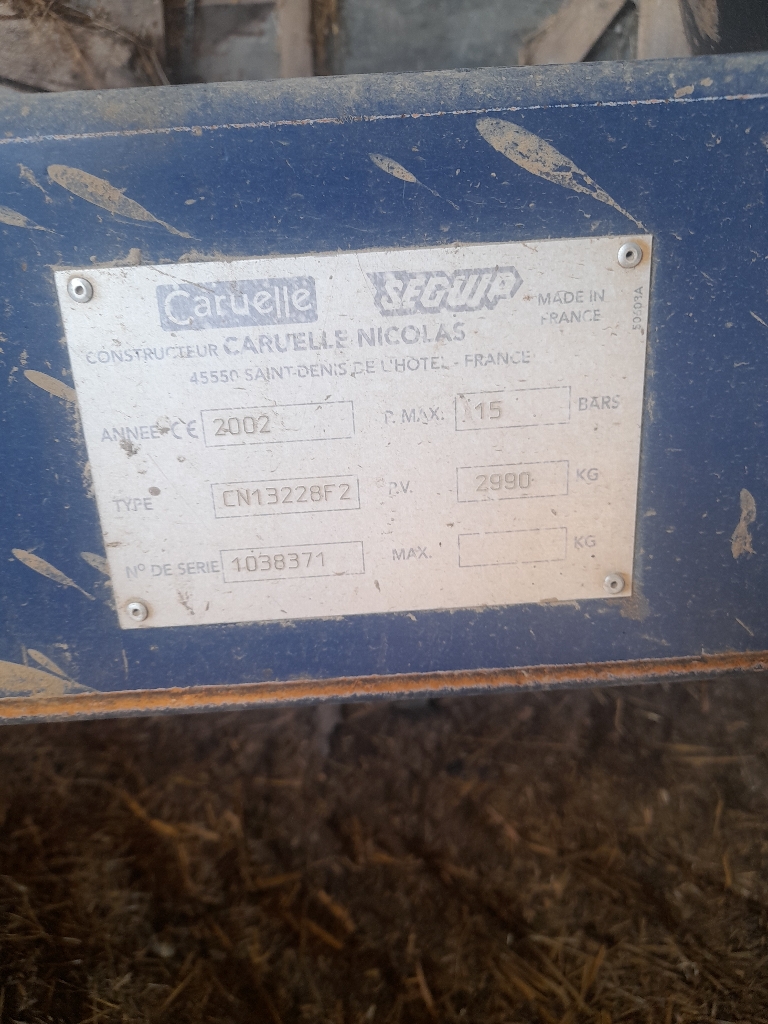 Caruelle SEGUIP MADE IN
FRANCE
CONSTRUCTEUR CARUELLE NICOLAS
45550 SAINT-DENIS DE L'HOTEL - FRANCE
ANNEE CE 2002 P. MAX. 15 BARS
TYPE CN13228F2 P.V. 2990 KG
N° DE SERIE 1038371 MAX. KG